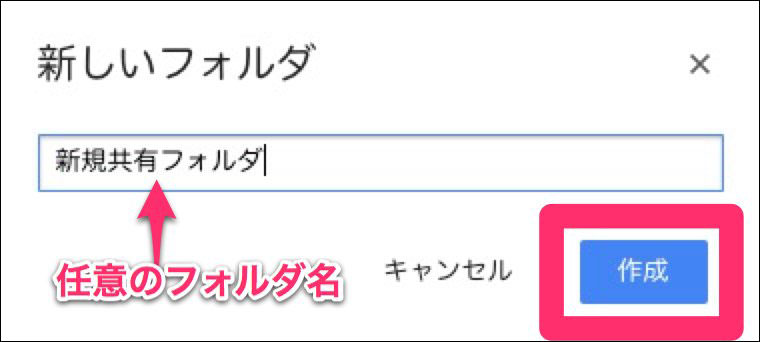 新しいフォルダ
×
新規共有フォルダ
任意のフォルダ名
キャンセル
作成